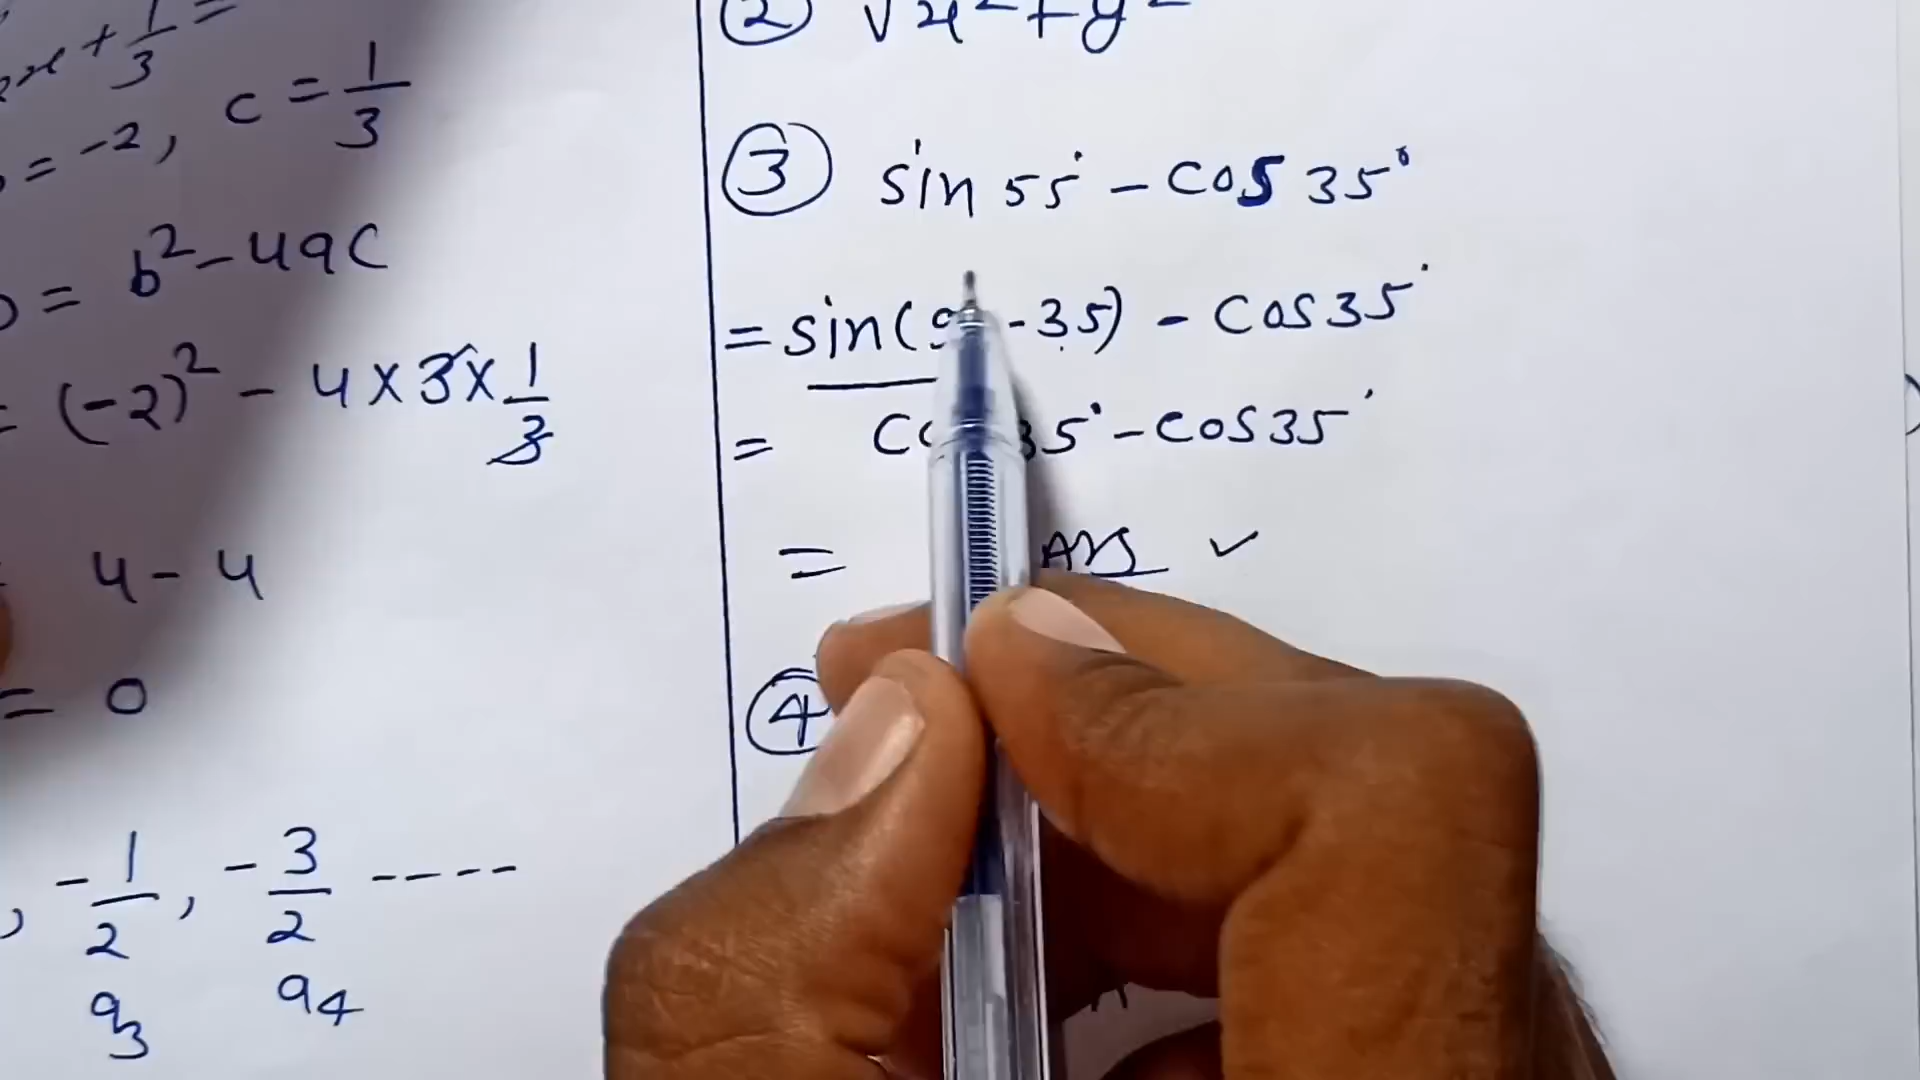 x + 1/3 =
= -2, c = 1/3
= b² - 4ac
= (-2)² - 4 × 3 × 1/3
= 4 - 4
= 0
, -1/2, -3/2 ----
a₃ a₄
② √x² + y²
③ sin 55° - cos 35°
= sin( -35) - cos 35°
= 35° - cos 35°
= Ans ✓
④